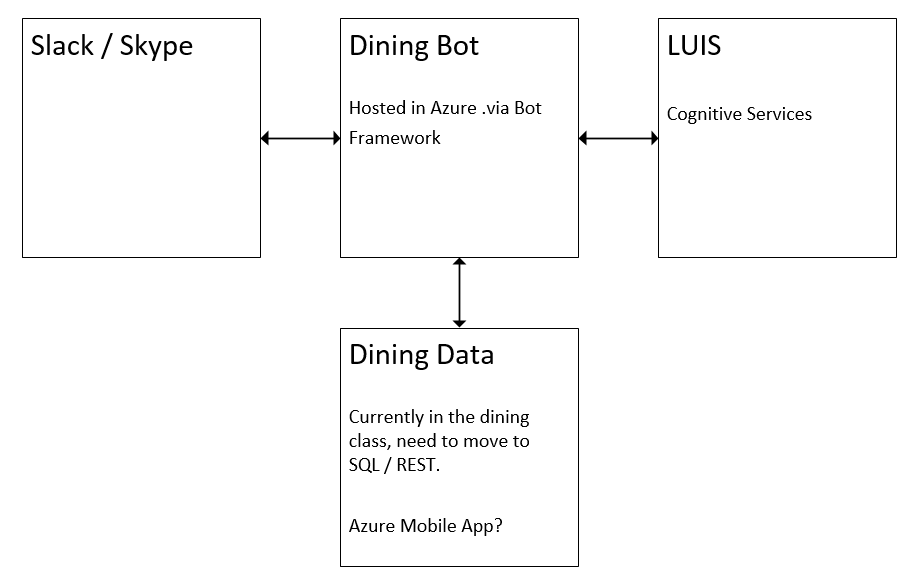 Slack / Skype
Dining Bot
Hosted in Azure .via Bot
Framework
LUIS
Cognitive Services
Dining Data
Currently in the dining
class, need to move to
SQL / REST.
Azure Mobile App?